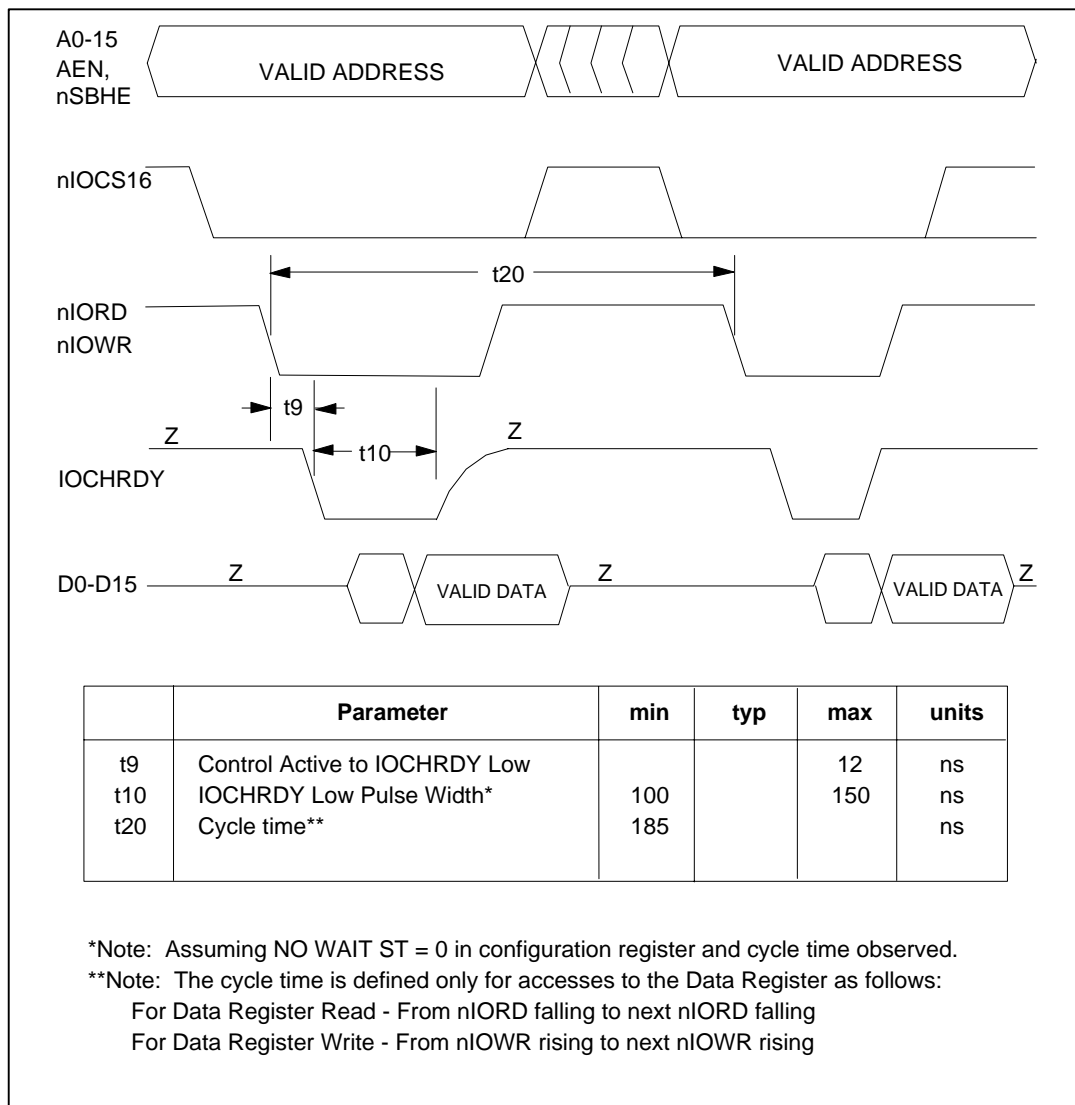 A0-15
AEN,
nSBHE
VALID ADDRESS
VALID ADDRESS
nIOCS16
t20
nIORD
nIOWR
t9
Z
t10
Z
IOCHRDY
D0-D15
Z
VALID DATA
Z
VALID DATA
Z
Parameter min typ max units
t9 Control Active to IOCHRDY Low 12 ns
t10 IOCHRDY Low Pulse Width* 100 150 ns
t20 Cycle time** 185 ns
*Note: Assuming NO WAIT ST = 0 in configuration register and cycle time observed.
**Note: The cycle time is defined only for accesses to the Data Register as follows:
For Data Register Read - From nIORD falling to next nIORD falling
For Data Register Write - From nIOWR rising to next nIOWR rising